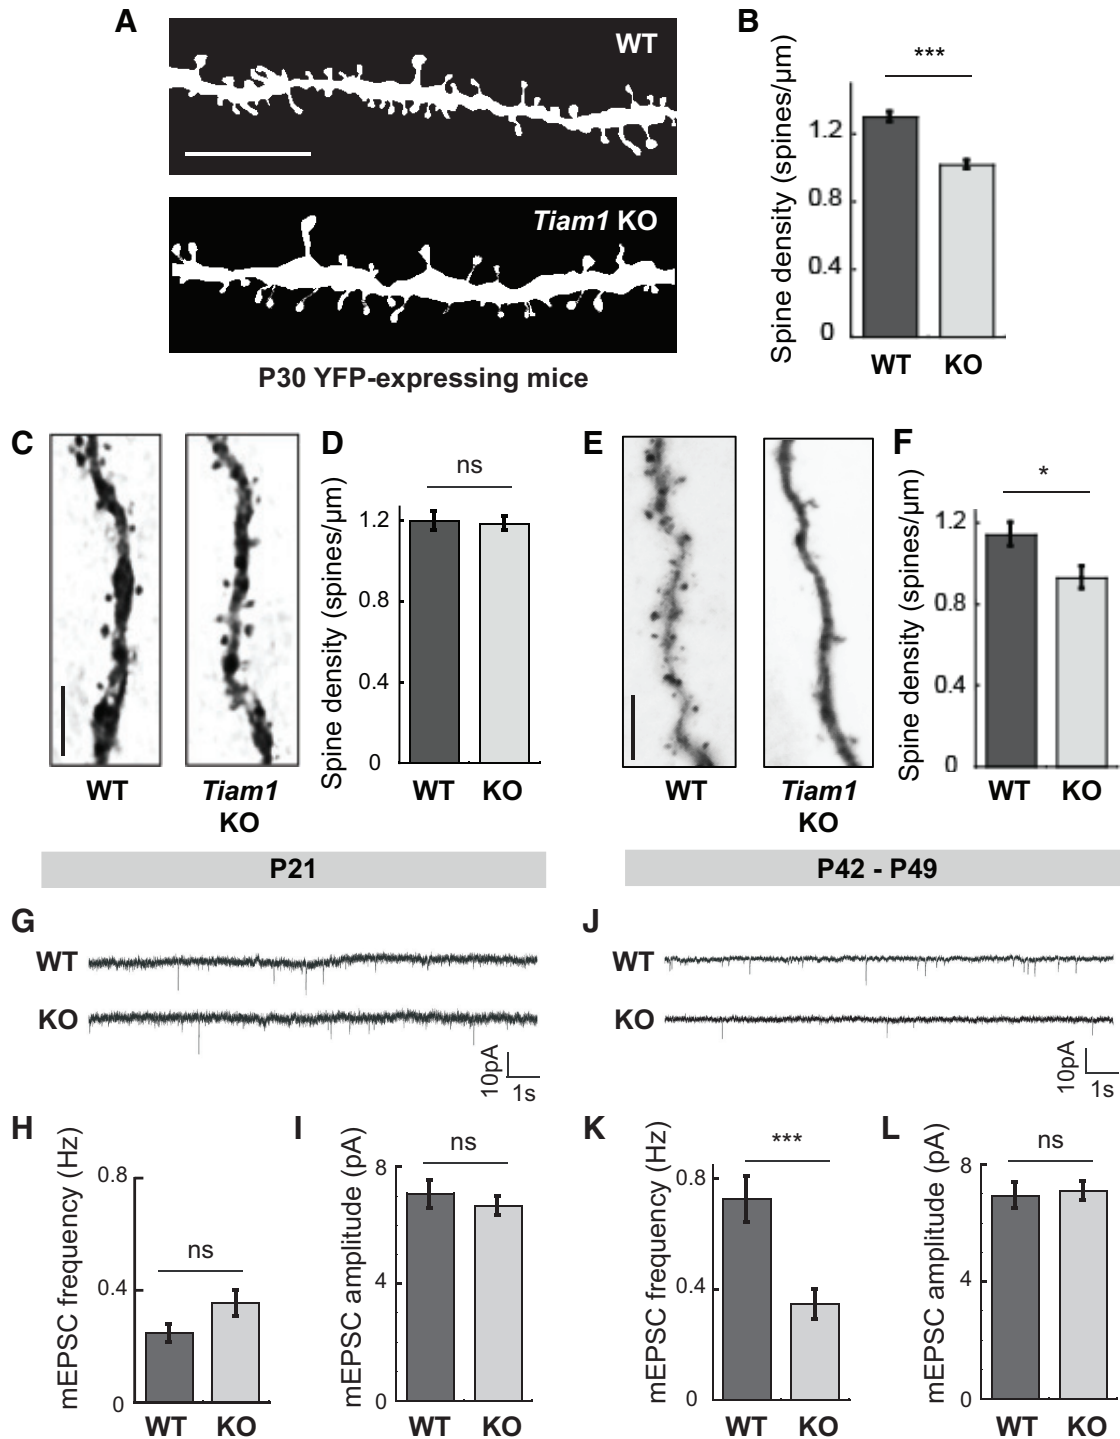 A
WT
Tiam1 KO
P30 YFP-expressing mice
B
***
Spine density (spines/μm)
1.2
0.8
0.4
0
WT KO
C
WT
Tiam1
KO
D
ns
Spine density (spines/μm)
1.2
0.8
0.4
0
WT KO
E
WT
Tiam1
KO
F
*
Spine density (spines/μm)
1.2
0.8
0.4
0
WT KO
P21
P42 - P49
G
WT
KO
10pA
1s
J
WT
KO
10pA
1s
H
ns
mEPSC frequency (Hz)
0.8
0.4
0
WT KO
I
ns
mEPSC amplitude (pA)
8
4
0
WT KO
K
***
mEPSC frequency (Hz)
0.8
0.4
0
WT KO
L
ns
mEPSC amplitude (pA)
8
4
0
WT KO